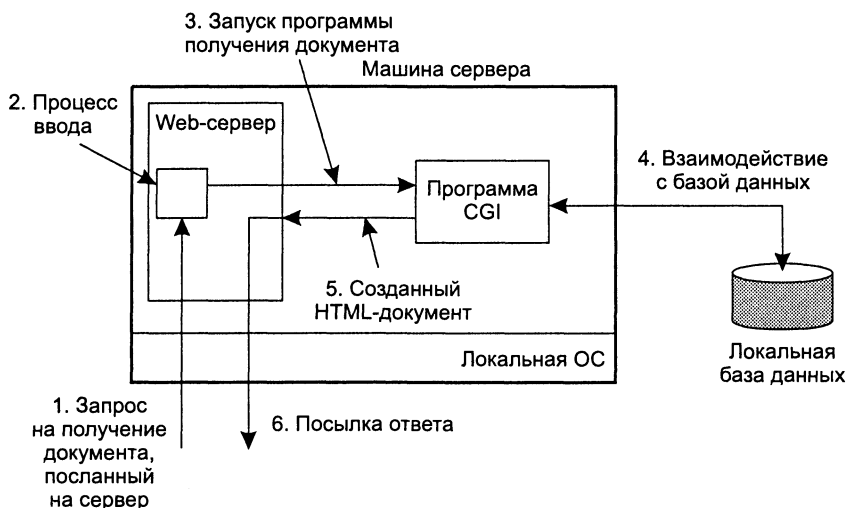 3. Запуск программы
получения документа
Машина сервера
2. Процесс
ввода
Web-сервер
Программа
CGI
4. Взаимодействие
с базой данных
5. Созданный
HTML-документ
Локальная ОС
Локальная
база данных
1. Запрос
на получение
документа,
посланный
на сервер
6. Посылка ответа